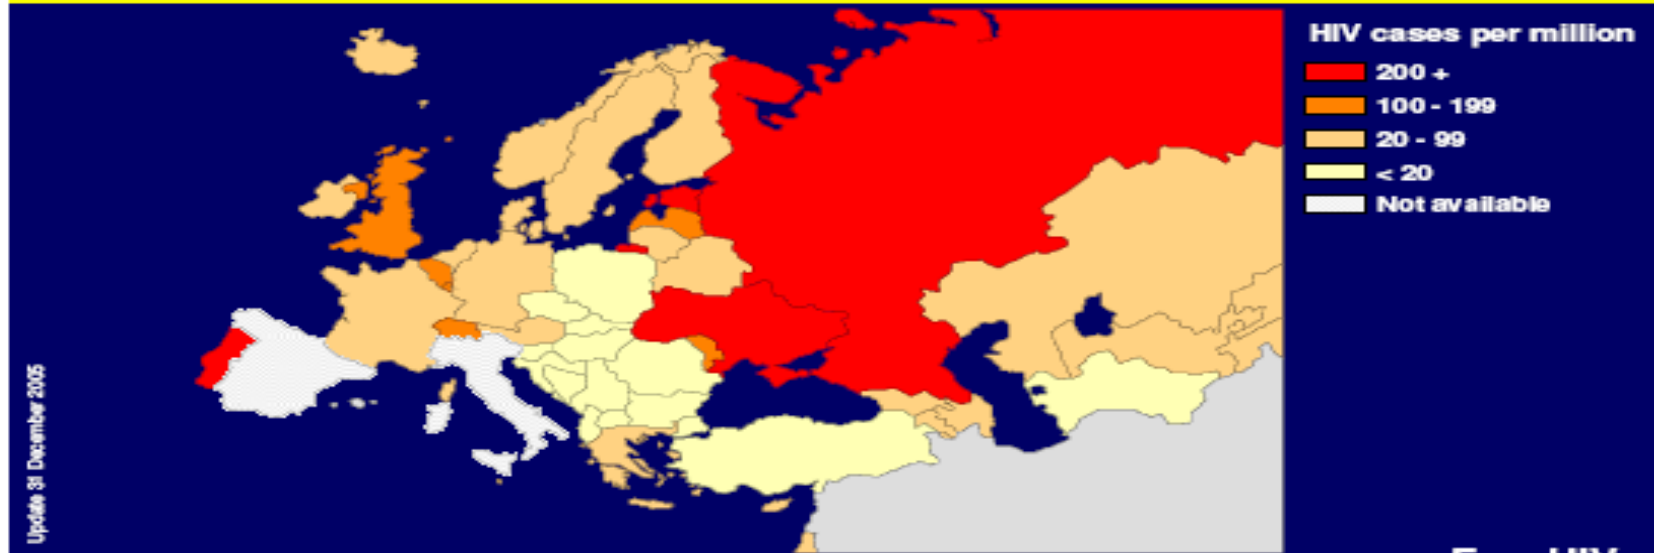 HIV cases per million
200 +
100 - 199
20 - 99
< 20
Not available
Update 31 December 2005